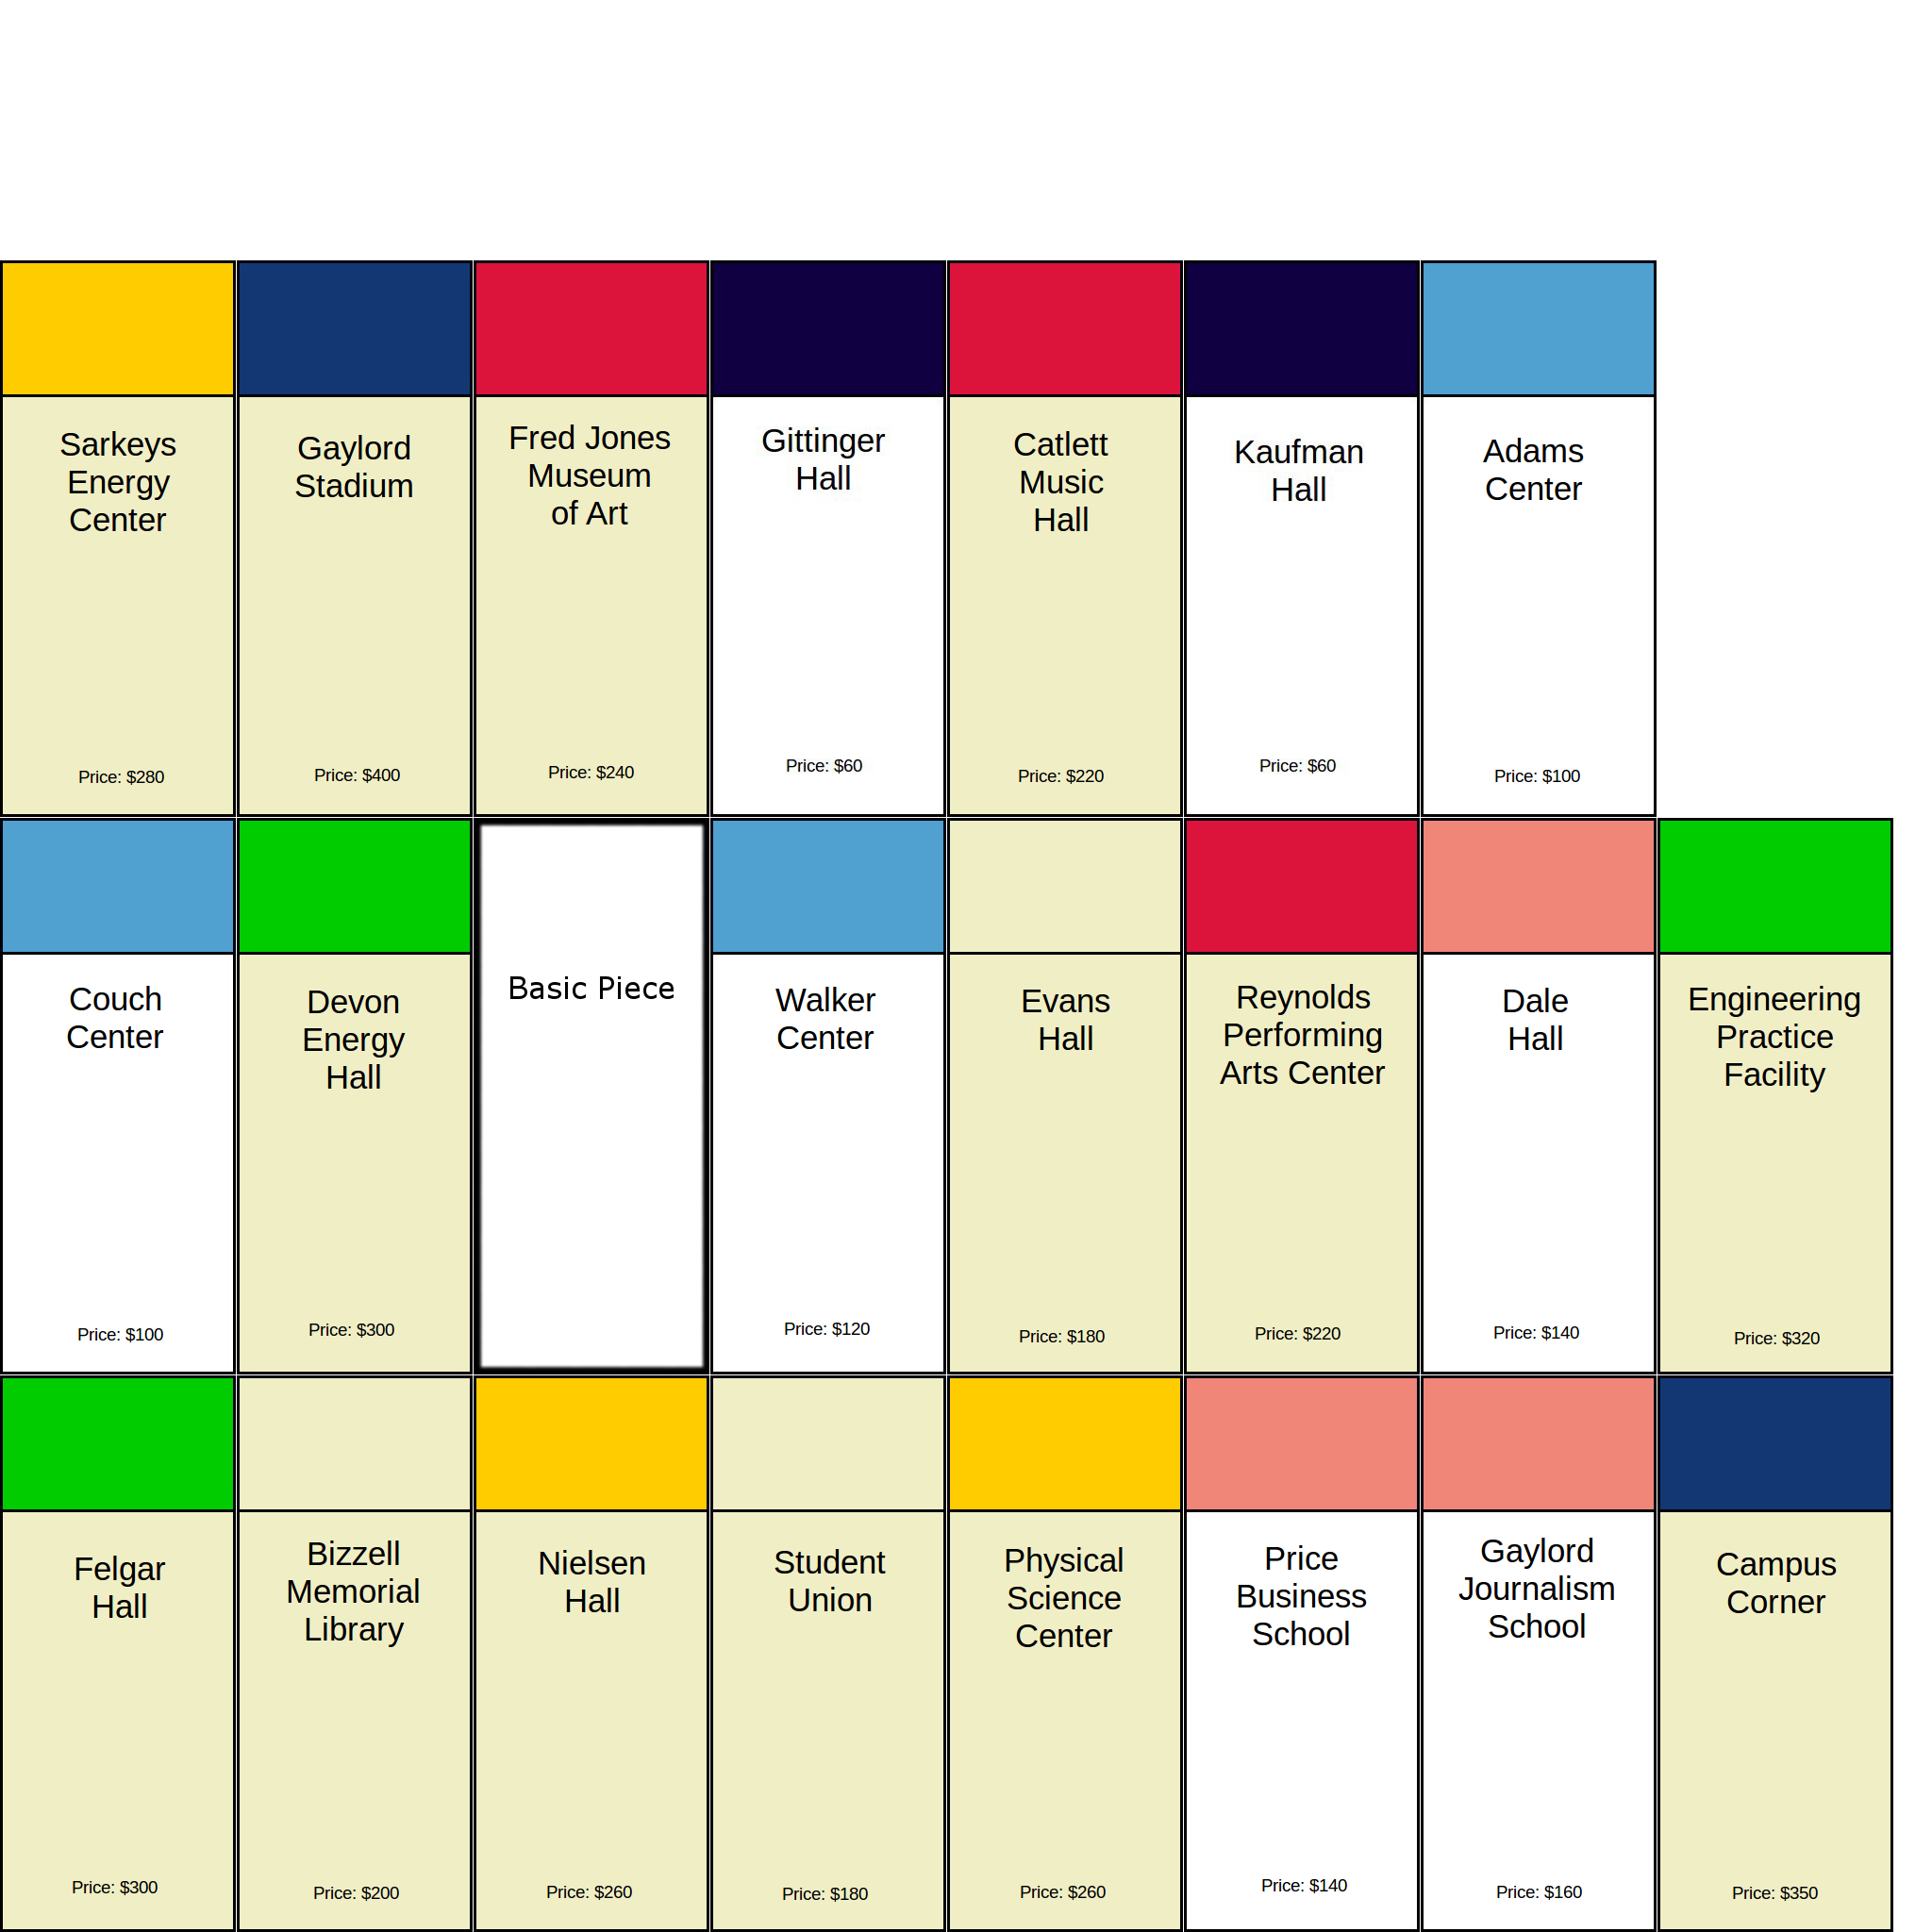 Sarkeys
Energy
Center
Price: $280
Gaylord
Stadium
Price: $400
Fred Jones
Museum
of Art
Price: $240
Gittinger
Hall
Price: $60
Catlett
Music
Hall
Price: $220
Kaufman
Hall
Price: $60
Adams
Center
Price: $100
Couch
Center
Price: $100
Devon
Energy
Hall
Price: $300
Basic Piece
Walker
Center
Price: $120
Evans
Hall
Price: $180
Reynolds
Performing
Arts Center
Price: $220
Dale
Hall
Price: $140
Engineering
Practice
Facility
Price: $320
Felgar
Hall
Price: $300
Bizzell
Memorial
Library
Price: $200
Nielsen
Hall
Price: $260
Student
Union
Price: $180
Physical
Science
Center
Price: $260
Price
Business
School
Price: $140
Gaylord
Journalism
School
Price: $160
Campus
Corner
Price: $350